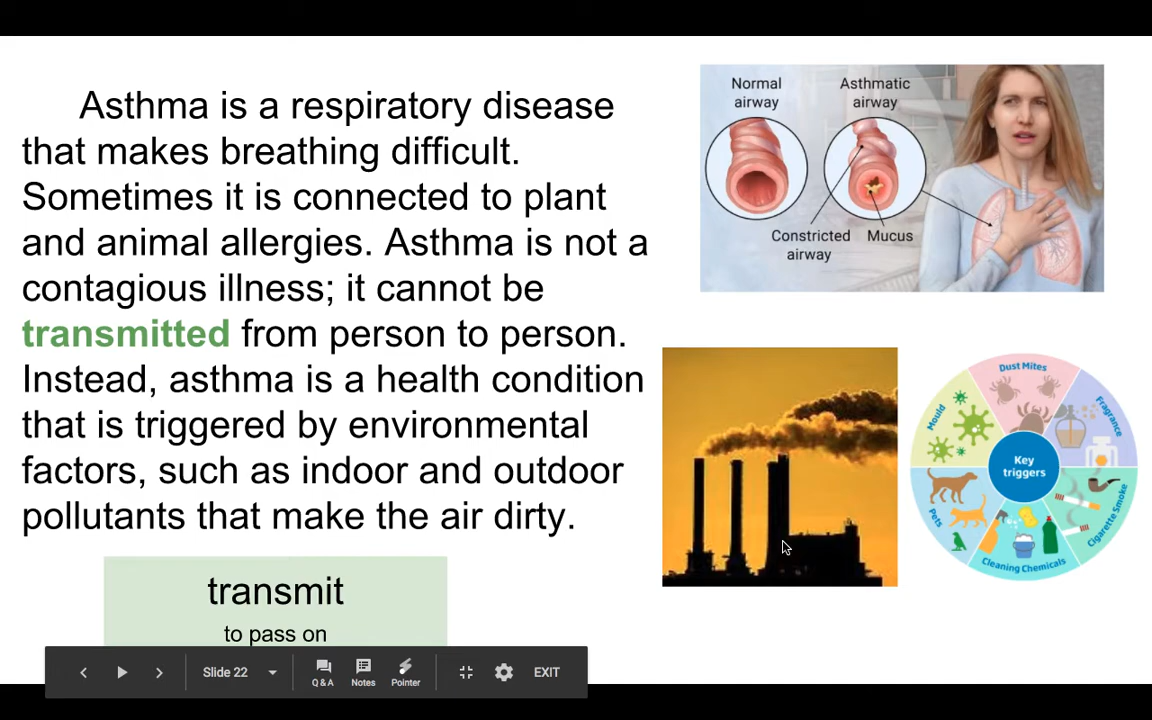 Asthma is a respiratory disease
that makes breathing difficult.
Sometimes it is connected to plant
and animal allergies. Asthma is not a
contagious illness; it cannot be
transmitted from person to person.
Instead, asthma is a health condition
that is triggered by environmental
factors, such as indoor and outdoor
pollutants that make the air dirty.
transmit
to pass on
Normal
airway
Asthmatic
airway
Constricted
airway
Mucus
Dust Mites
Fragrance
Cigarette Smoke
Cleaning Chemicals
Pets
Mould
Key
triggers
Slide 22
Q & A
Notes
Pointer
EXIT